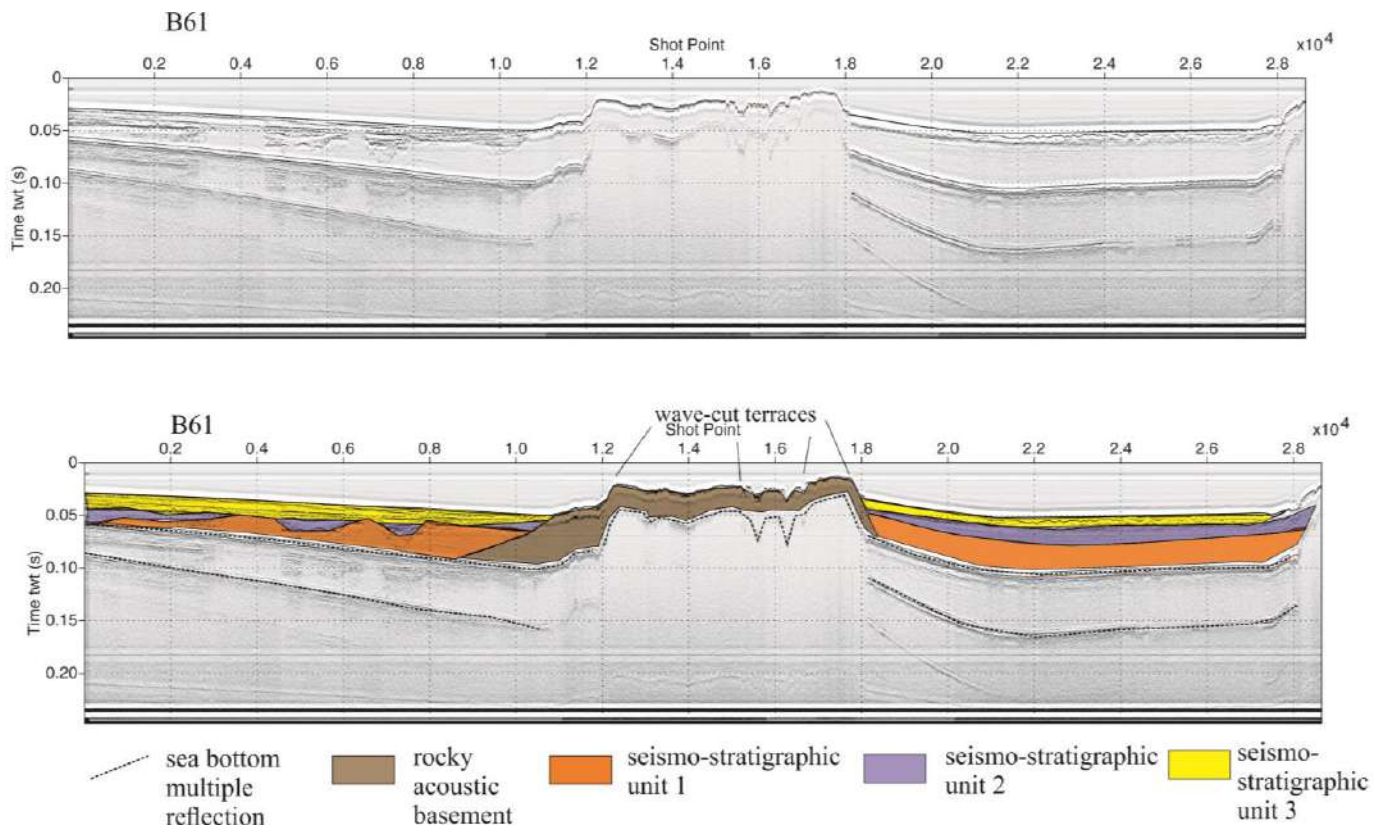 B61
Shot Point
x10⁴
0.2 0.4 0.6 0.8 1.0 1.2 1.4 1.6 1.8 2.0 2.2 2.4 2.6 2.8
0
0.05
0.10
0.15
0.20
Time twt (s)
B61
wave-cut terraces
Shot Point
x10⁴
0.2 0.4 0.6 0.8 1.0 1.2 1.4 1.6 1.8 2.0 2.2 2.4 2.6 2.8
0
0.05
0.10
0.15
0.20
Time twt (s)
sea bottom
multiple
reflection
rocky
acoustic
basement
seismo-stratigraphic
unit 1
seismo-stratigraphic
unit 2
seismo-
stratigraphic
unit 3